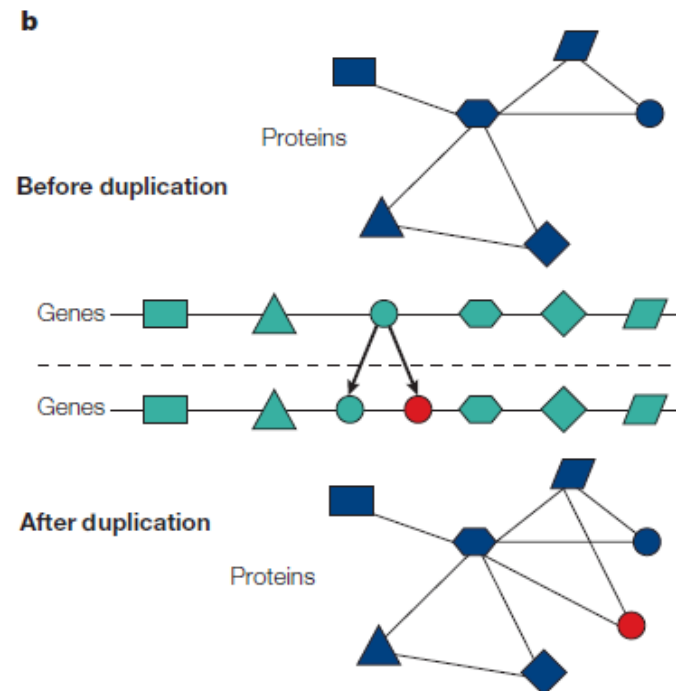 b
Proteins
Before duplication
Genes
Genes
After duplication
Proteins